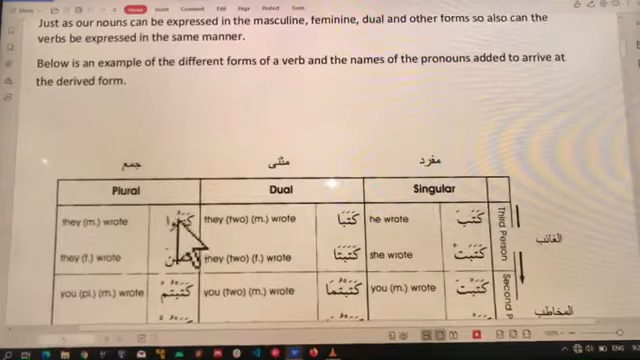 Just as our nouns can be expressed in the masculine, feminine, dual and other forms so also can the
verbs be expressed in the same manner.
Below is an example of the different forms of a verb and the names of the pronouns added to arrive at
the derived form.
جمع مثنى مفرد
Plural Dual Singular
they (m.) wrote they (two) (m.) wrote كَتَبَا he wrote كَتَبَ Third Person الغائب
they (f.) wrote they (two) (f.) wrote كَتَبَتَا she wrote كَتَبَتْ
you (pl.) (m.) wrote كَتَبْتُمْ you (two) (m.) wrote كَتَبْتُمَا you (m.) wrote كَتَبْتَ Second المخاطب
ENG